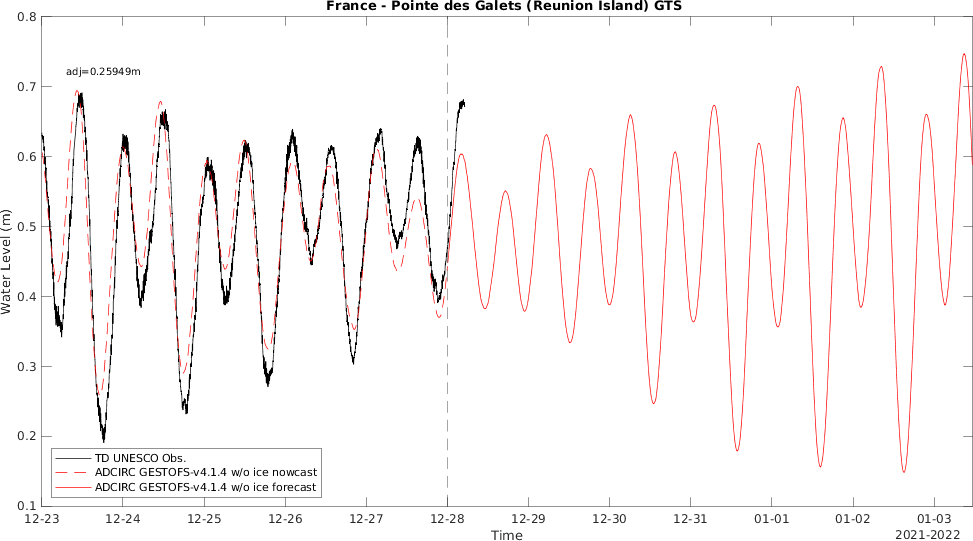 France - Pointe des Galets (Reunion Island) GTS
0.8
0.7
0.6
0.5
0.4
0.3
0.2
0.1
Water Level (m)
adj=0.25949m
TD UNESCO Obs.
ADCIRC GESTOFS-v4.1.4 w/o ice nowcast
ADCIRC GESTOFS-v4.1.4 w/o ice forecast
12-23 12-24 12-25 12-26 12-27 12-28 12-29 12-30 12-31 01-01 01-02 01-03
Time
2021-2022